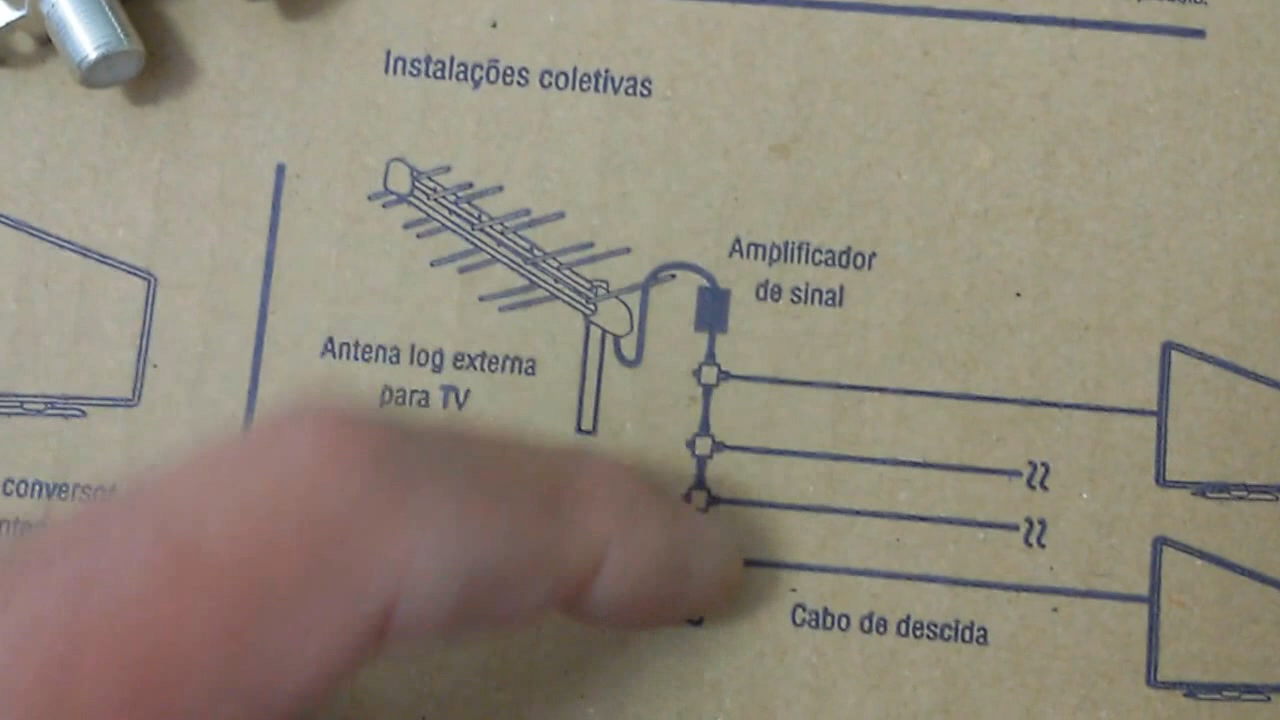 Instalações coletivas
Amplificador
de sinal
Antena log externa
para TV
Cabo de descida